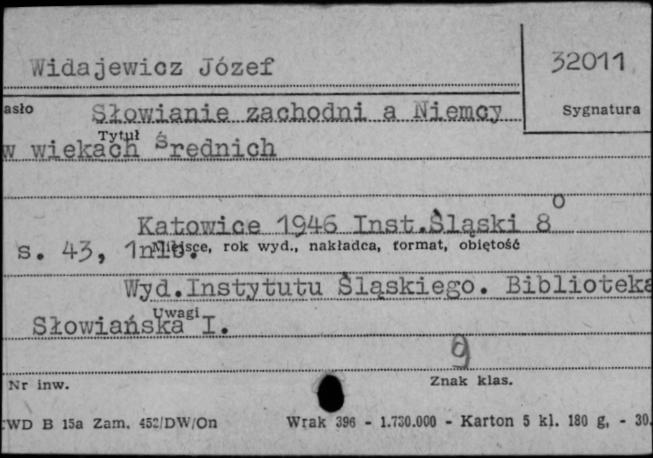 Widajewicz Józef
32011
asło Słowianie zachodni a Niemcy
Sygnatura
Tytuł
w wiekach średnich
Katowice 1946 Inst.Śląski 8o
s. 43, 1nlb.
Miejsce, rok wyd., nakładca, format, objętość
Wyd.Instytutu Śląskiego. Biblioteka
Uwagi
Słowiańska I.
9
Nr inw.
Znak klas.
WD B 15a Zam. 452/DW/On Wrak 396 - 1.730.000 - Karton 5 kl. 180 g, - 30.